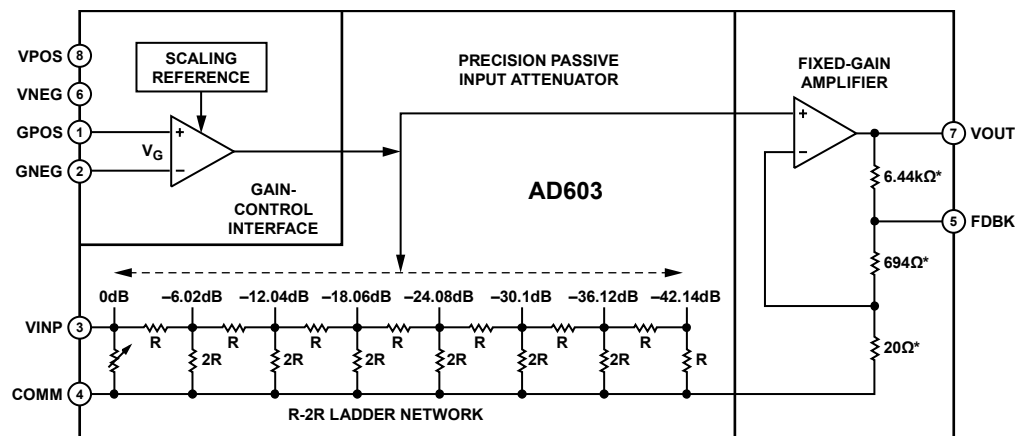 VPOS 8
VNEG 6
GPOS 1
GNEG 2
SCALING
REFERENCE
+
VG
–
GAIN-
CONTROL
INTERFACE
PRECISION PASSIVE
INPUT ATTENUATOR
AD603
FIXED-GAIN
AMPLIFIER
+
–
7 VOUT
6.44kΩ*
5 FDBK
694Ω*
20Ω*
0dB –6.02dB –12.04dB –18.06dB –24.08dB –30.1dB –36.12dB –42.14dB
VINP 3
R R R R R R R
2R 2R 2R 2R 2R 2R R
COMM 4
R-2R LADDER NETWORK